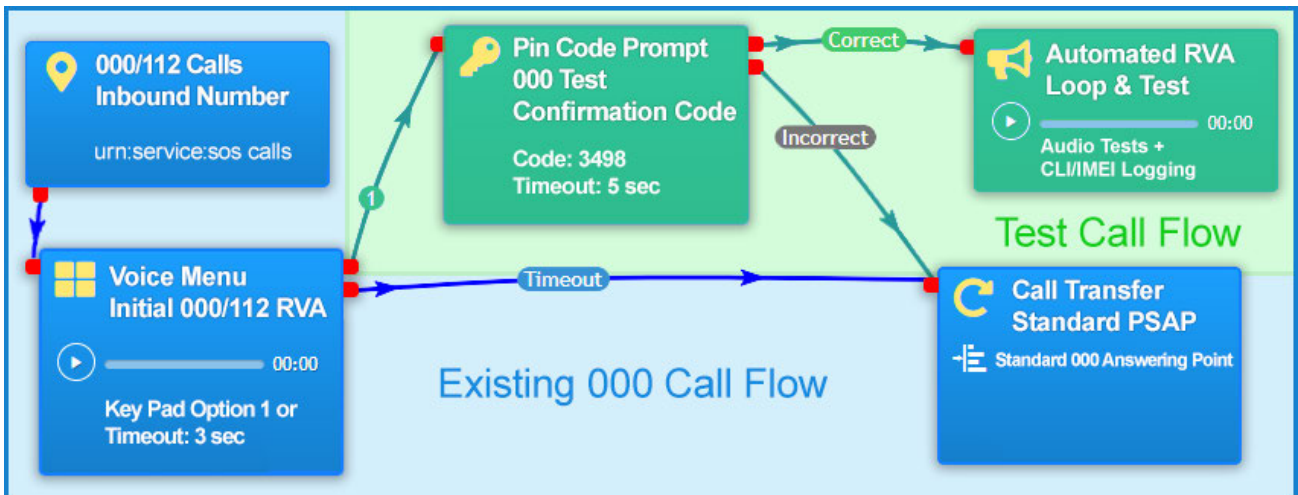 000/112 Calls
Inbound Number
urn:service:sos calls
Voice Menu
Initial 000/112 RVA
00:00
Key Pad Option 1 or
Timeout: 3 sec
1
Pin Code Prompt
000 Test
Confirmation Code
Code: 3498
Timeout: 5 sec
Correct
Incorrect
Timeout
Automated RVA
Loop & Test
00:00
Audio Tests +
CLI/IMEI Logging
Test Call Flow
Call Transfer
Standard PSAP
Standard 000 Answering Point
Existing 000 Call Flow